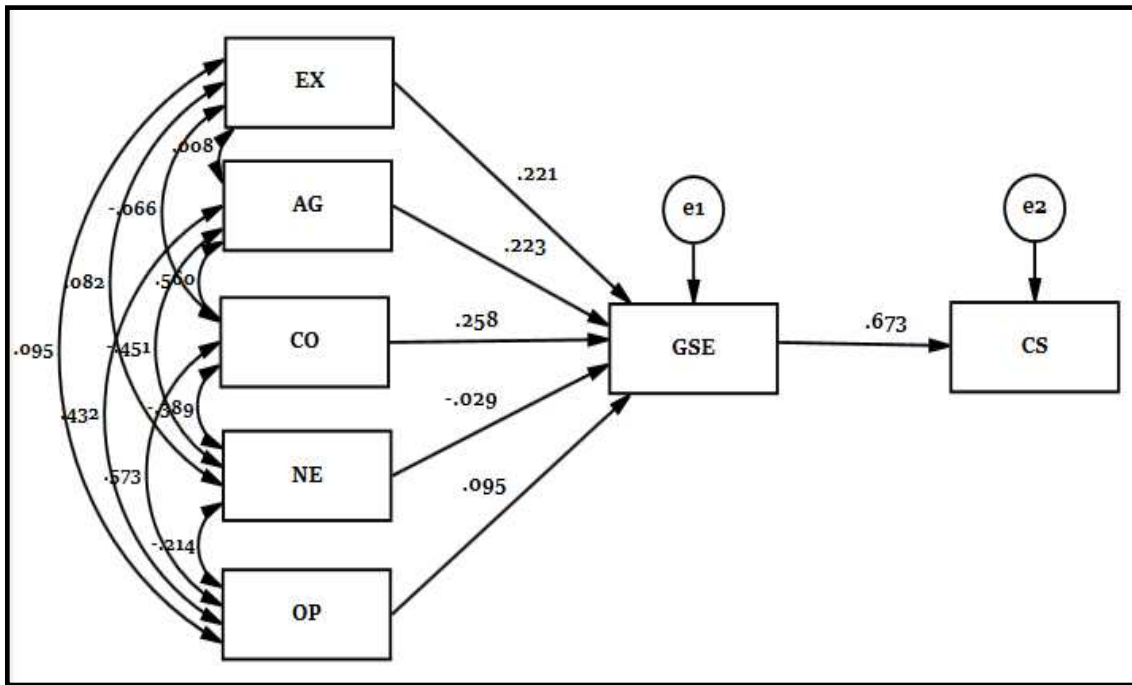 EX
.008
.221
AG
e1
e2
-.066
.223
.082
.560
CO
.258
GSE
.673
CS
.095
-.451
-.389
-.029
.432
NE
.573
.095
-.214
OP